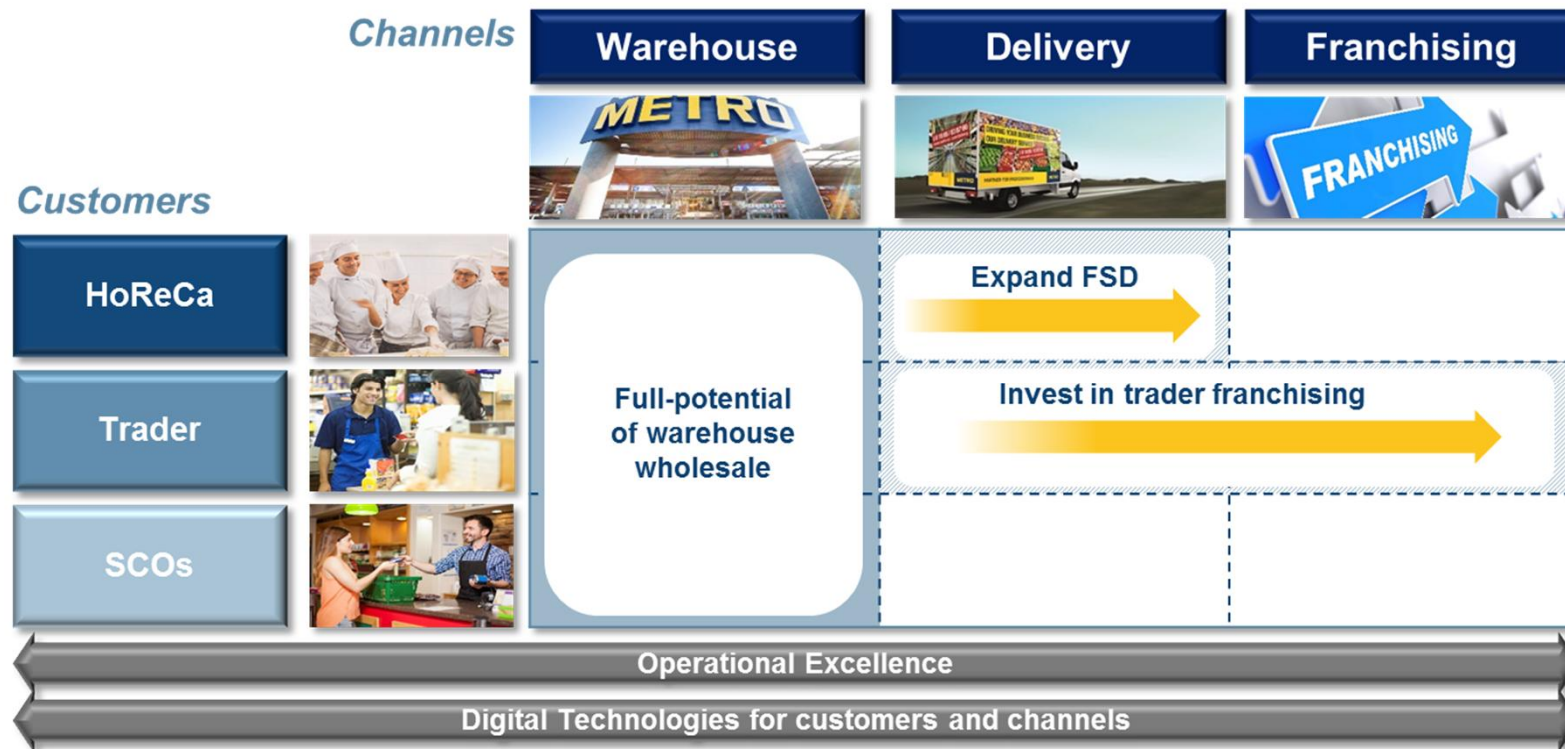 Channels
Warehouse
Delivery
Franchising
METRO
FRANCHISING
Customers
HoReCa
Expand FSD
Trader
Full-potential
of warehouse
wholesale
Invest in trader franchising
SCOs
Operational Excellence
Digital Technologies for customers and channels